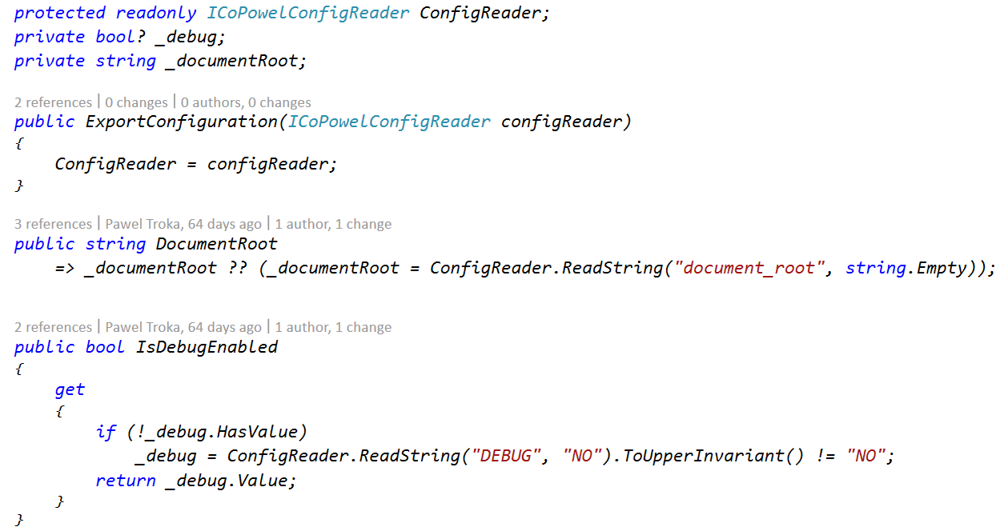 protected readonly ICoPowelConfigReader ConfigReader;
private bool? _debug;
private string _documentRoot;
2 references | 0 changes | 0 authors, 0 changes
public ExportConfiguration(ICoPowelConfigReader configReader)
{
ConfigReader = configReader;
}
3 references | Pawel Troka, 64 days ago | 1 author, 1 change
public string DocumentRoot
=> _documentRoot ?? (_documentRoot = ConfigReader.ReadString("document_root", string.Empty));
2 references | Pawel Troka, 64 days ago | 1 author, 1 change
public bool IsDebugEnabled
{
get
{
if (!_debug.HasValue)
_debug = ConfigReader.ReadString("DEBUG", "NO").ToUpperInvariant() != "NO";
return _debug.Value;
}
}